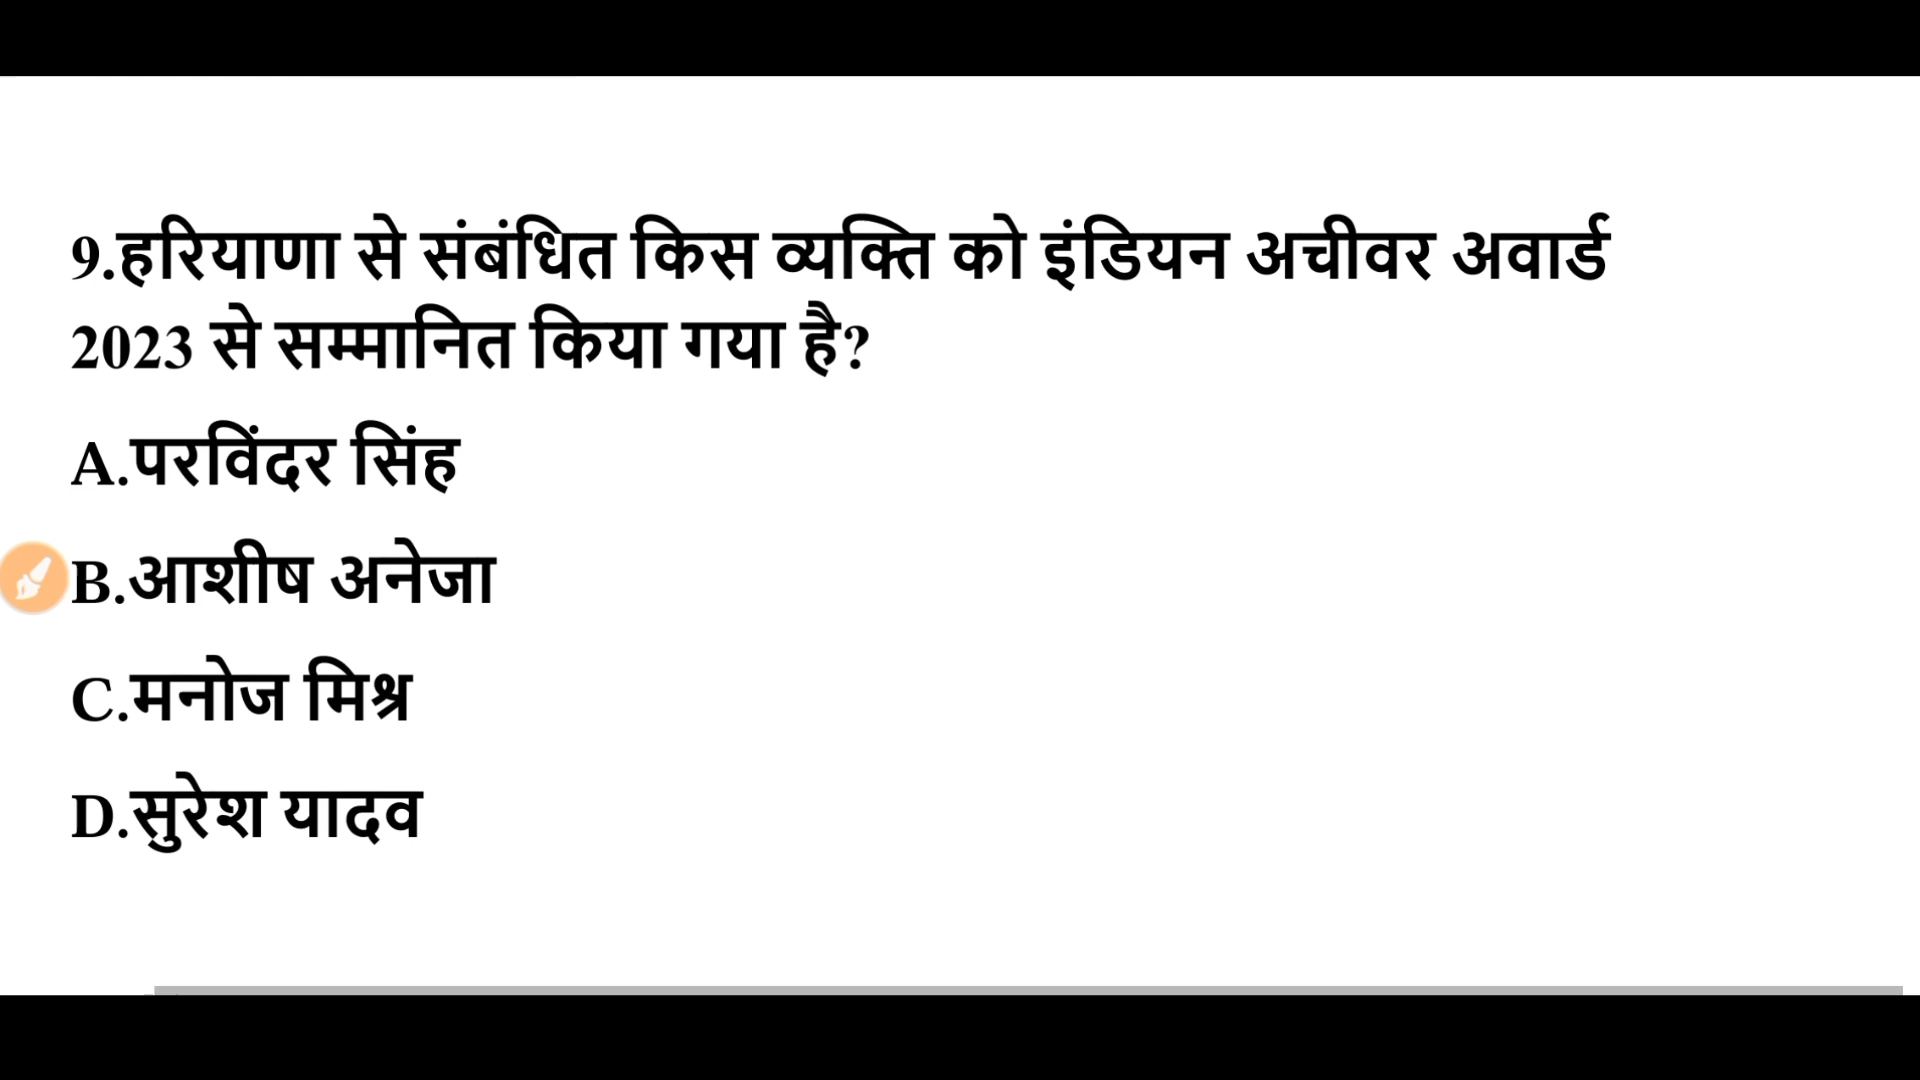 9.हरियाणा से संबंधित किस व्यक्ति को इंडियन अचीवर अवार्ड
2023 से सम्मानित किया गया है?
A.परविंदर सिंह
B.आशीष अनेजा
C.मनोज मिश्र
D.सुरेश यादव